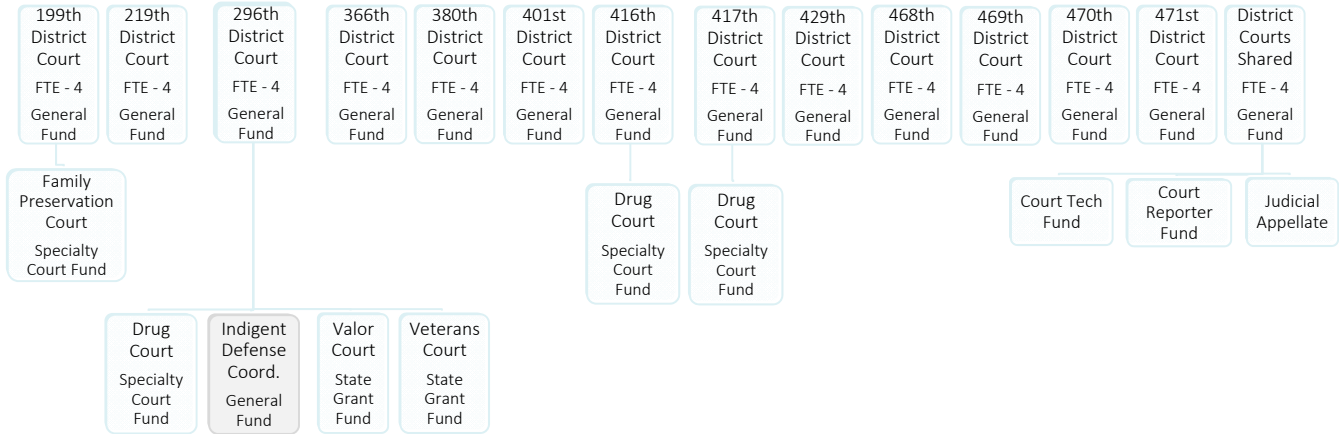 199th
District
Court
FTE - 4
General
Fund
219th
District
Court
FTE - 4
General
Fund
296th
District
Court
FTE - 4
General
Fund
366th
District
Court
FTE - 4
General
Fund
380th
District
Court
FTE - 4
General
Fund
401st
District
Court
FTE - 4
General
Fund
416th
District
Court
FTE - 4
General
Fund
417th
District
Court
FTE - 4
General
Fund
429th
District
Court
FTE - 4
General
Fund
468th
District
Court
FTE - 4
General
Fund
469th
District
Court
FTE - 4
General
Fund
470th
District
Court
FTE - 4
General
Fund
471st
District
Court
FTE - 4
General
Fund
District
Courts
Shared
FTE - 4
General
Fund
Family
Preservation
Court
Specialty
Court Fund
Drug
Court
Specialty
Court
Fund
Drug
Court
Specialty
Court
Fund
Court Tech
Fund
Court
Reporter
Fund
Judicial
Appellate
Drug
Court
Specialty
Court
Fund
Indigent
Defense
Coord.
General
Fund
Valor
Court
State
Grant
Fund
Veterans
Court
State
Grant
Fund